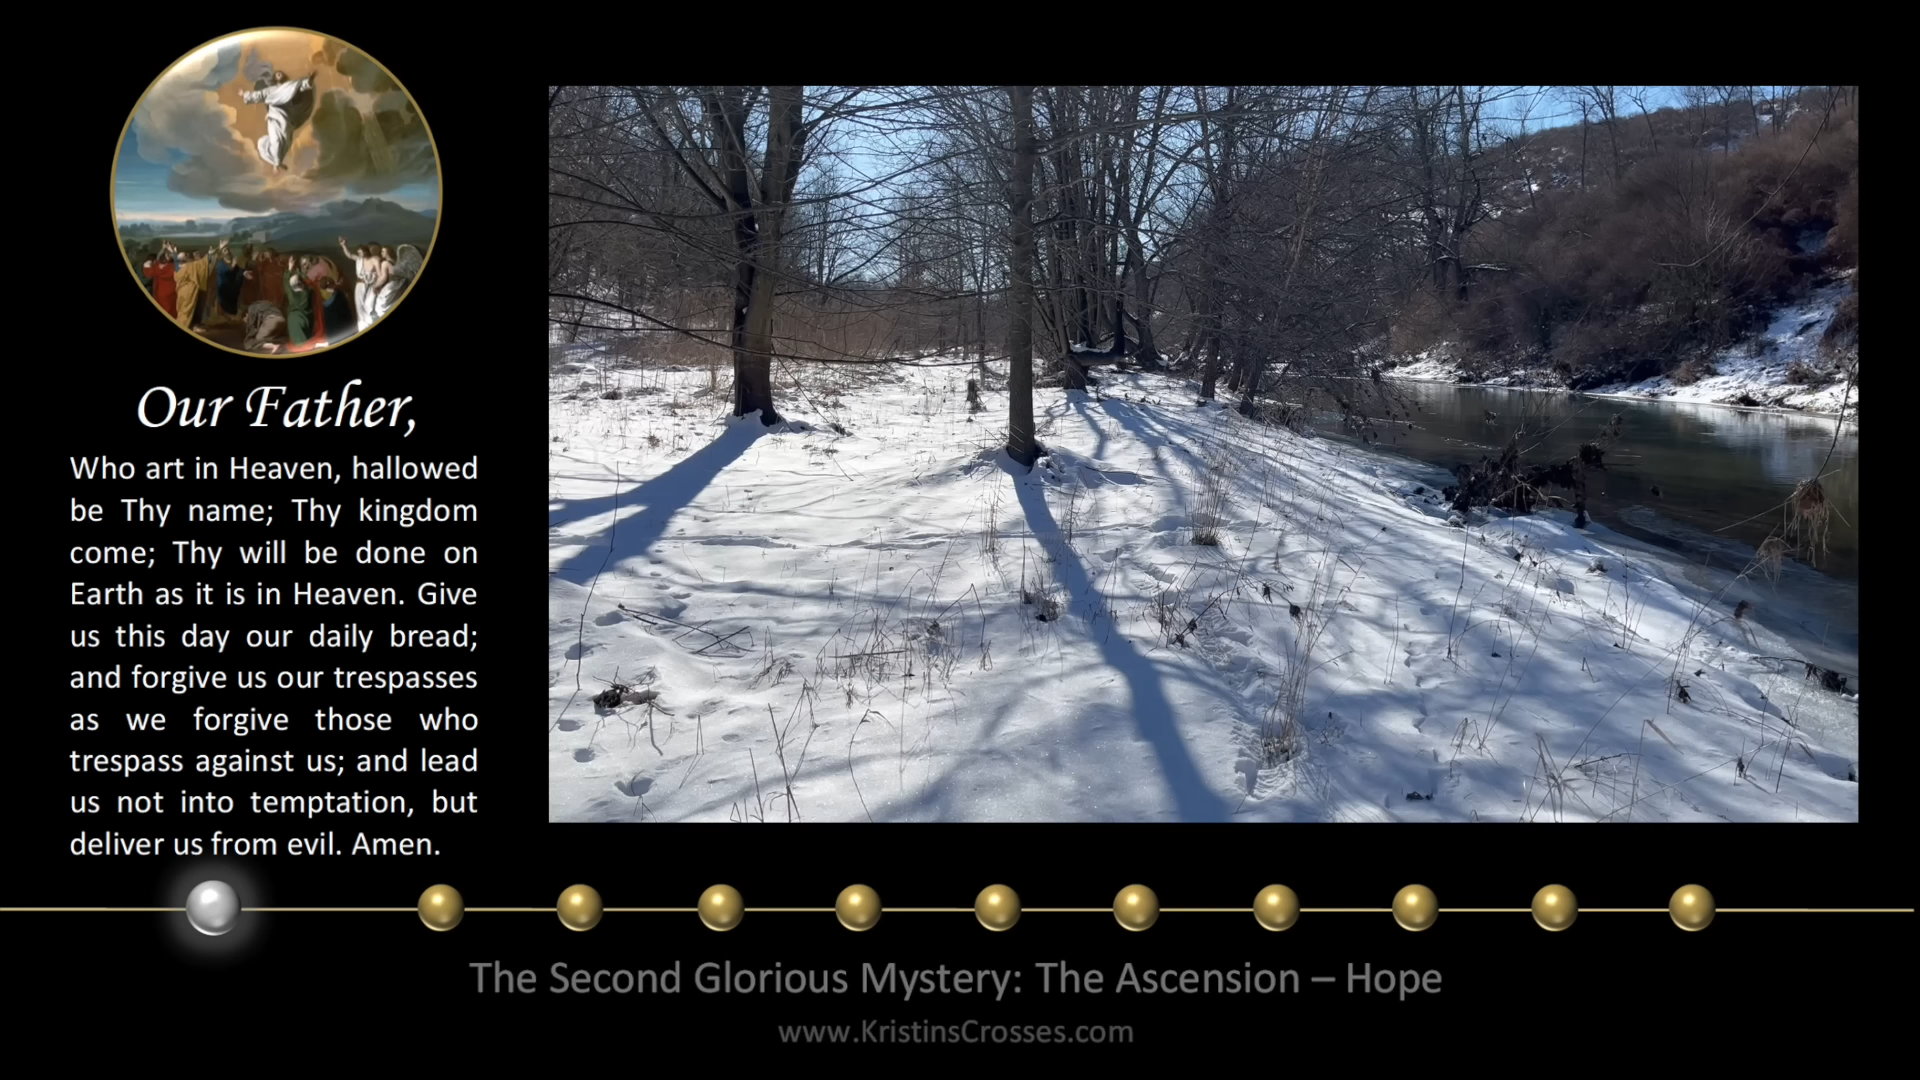 Our Father,
Who art in Heaven, hallowed
be Thy name; Thy kingdom
come; Thy will be done on
Earth as it is in Heaven. Give
us this day our daily bread;
and forgive us our trespasses
as we forgive those who
trespass against us; and lead
us not into temptation, but
deliver us from evil. Amen.
The Second Glorious Mystery: The Ascension – Hope
www.KristinsCrosses.com